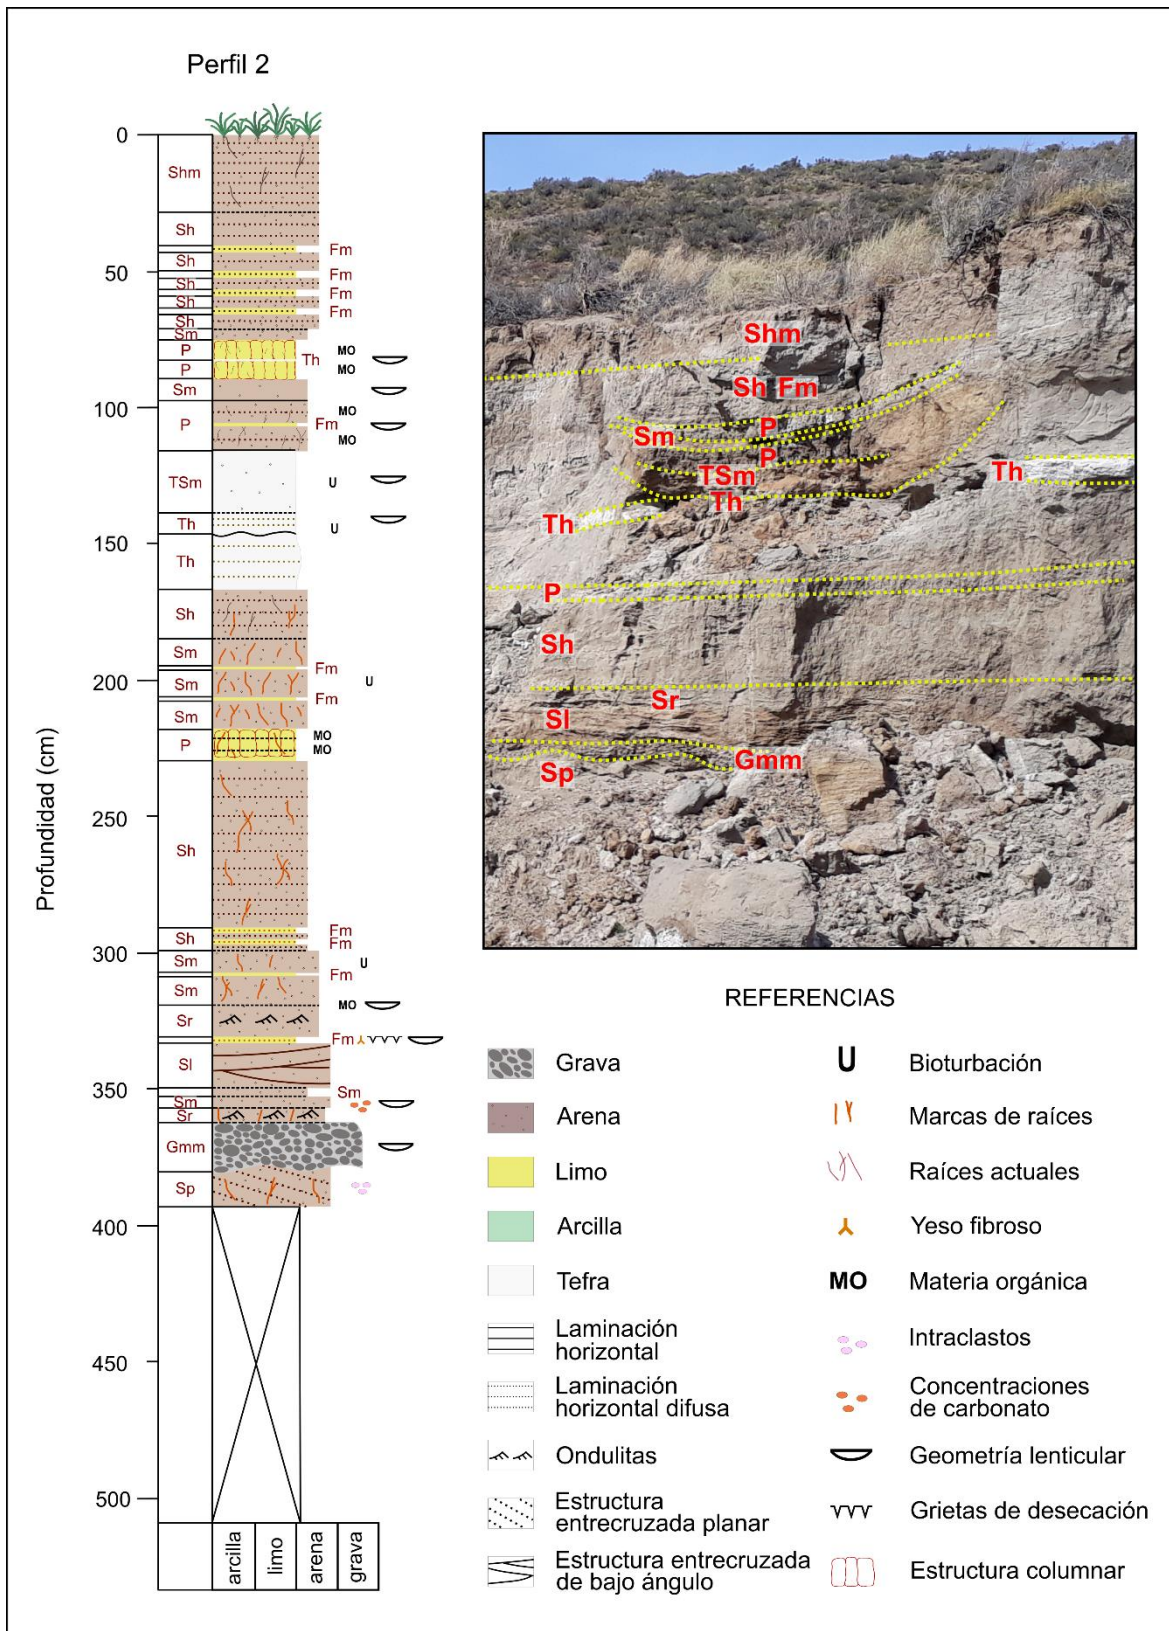 Perfil 2
Profundidad (cm)
0
50
100
150
200
250
300
350
400
450
500
Shm
Sh
Fm
Sh
Fm
Sh
Fm
Sh
Fm
Sh
Sm
P
MO
Th
P
MO
Sm
MO
P
Fm
MO
TSm
U
Th
U
Th
Sh
Sm
Fm
Sm
U
Fm
Sm
P
MO
MO
Sh
Fm
Sh
Fm
Sm
U
Fm
Sm
MO
Sr
Fm
Sl
Sm
Sm
Sr
Gmm
Sp
arcilla
limo
arena
grava
Shm
Sh Fm
P
Sm
P
TSm
Th
Th
Th
P
Sh
Sr
Sl
Gmm
Sp
REFERENCIAS
Grava
Arena
Limo
Arcilla
Tefra
Laminación
horizontal
Laminación
horizontal difusa
Ondulitas
Estructura
entrecruzada planar
Estructura entrecruzada
de bajo ángulo
U Bioturbación
Marcas de raíces
Raíces actuales
Yeso fibroso
MO Materia orgánica
Intraclastos
Concentraciones
de carbonato
Geometría lenticular
Grietas de desecación
Estructura columnar